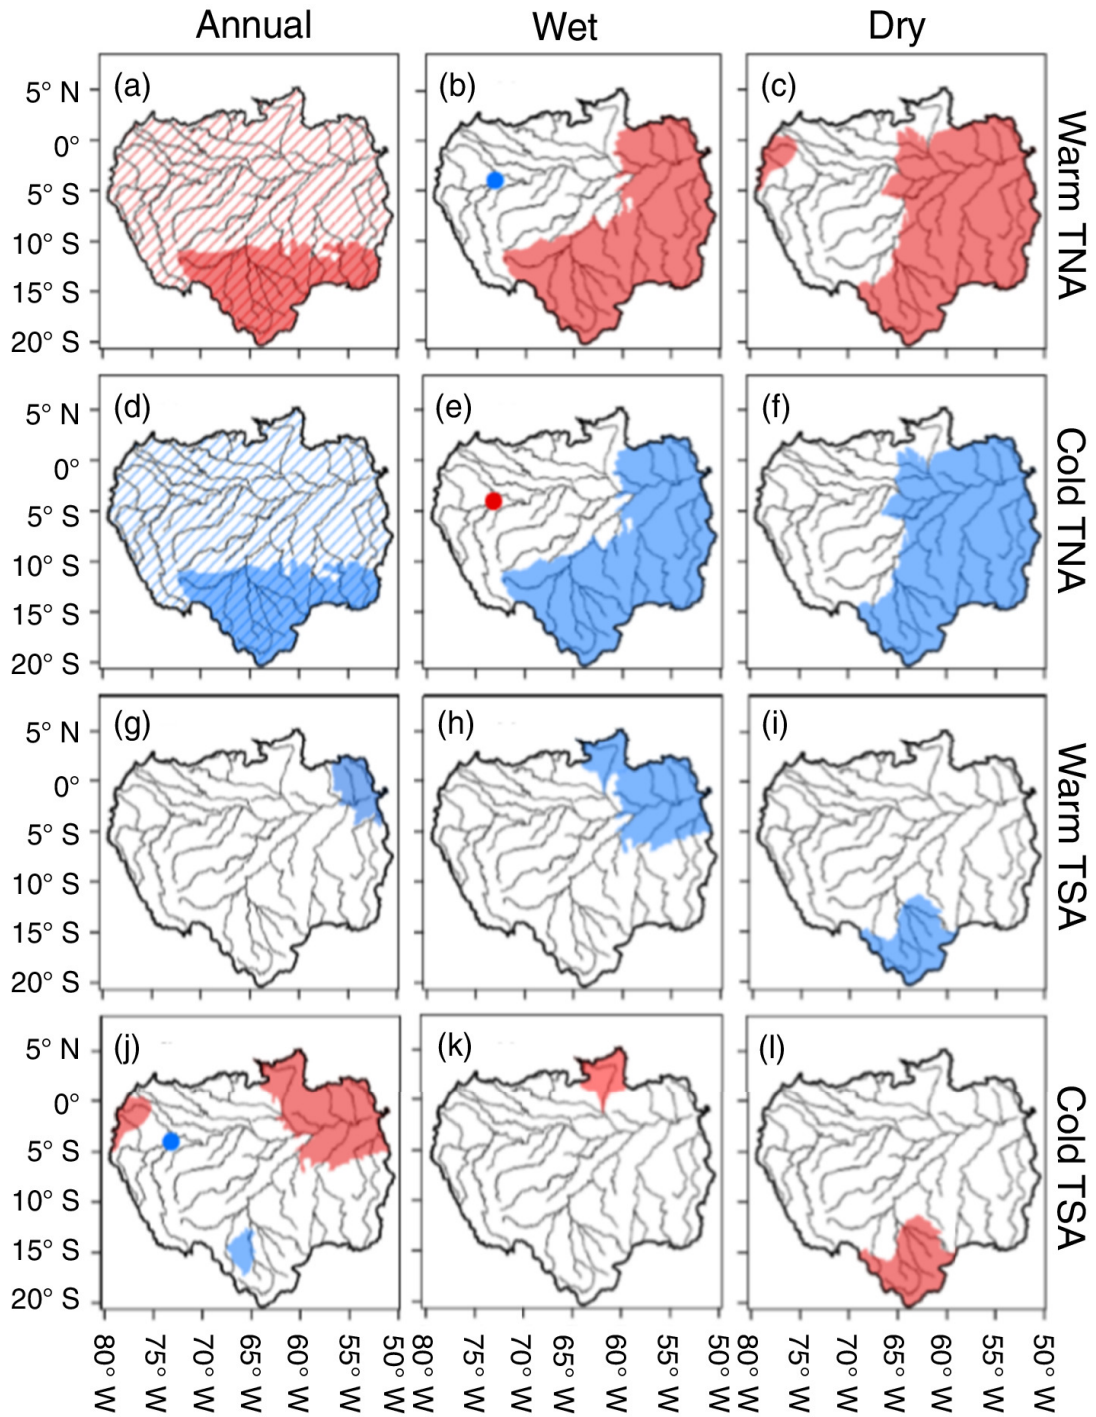 Annual Wet Dry
(a) (b) (c)
5° N
0°
5° S
10° S
15° S
20° S
Warm TNA
(d) (e) (f)
5° N
0°
5° S
10° S
15° S
20° S
Cold TNA
(g) (h) (i)
5° N
0°
5° S
10° S
15° S
20° S
Warm TSA
(j) (k) (l)
5° N
0°
5° S
10° S
15° S
20° S
Cold TSA
80° W 75° W 70° W 65° W 60° W 55° W 50° W 80° W 75° W 70° W 65° W 60° W 55° W 50° W 80° W 75° W 70° W 65° W 60° W 55° W 50° W